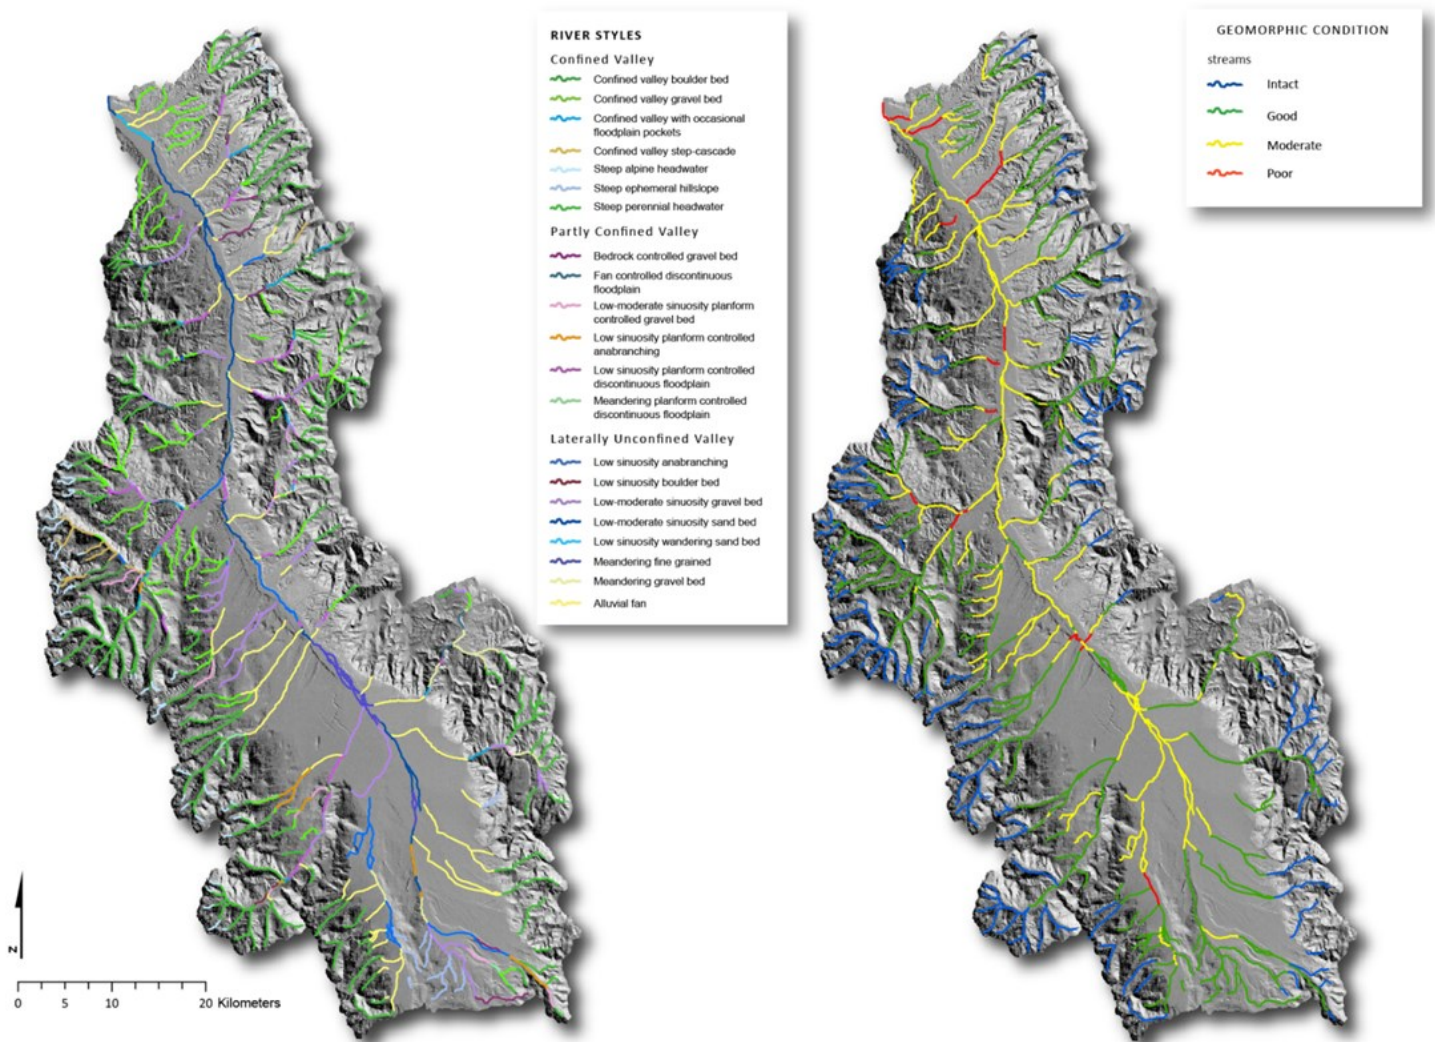 RIVER STYLES
Confined Valley
Confined valley boulder bed
Confined valley gravel bed
Confined valley with occasional
floodplain pockets
Confined valley step-cascade
Steep alpine headwater
Steep ephemeral hillslope
Steep perennial headwater
Partly Confined Valley
Bedrock controlled gravel bed
Fan controlled discontinuous
floodplain
Low-moderate sinuosity planform
controlled gravel bed
Low sinuosity planform controlled
anabranching
Low sinuosity planform controlled
discontinuous floodplain
Meandering planform controlled
discontinuous floodplain
Laterally Unconfined Valley
Low sinuosity anabranching
Low sinuosity boulder bed
Low-moderate sinuosity gravel bed
Low-moderate sinuosity sand bed
Low sinuosity wandering sand bed
Meandering fine grained
Meandering gravel bed
Alluvial fan
GEOMORPHIC CONDITION
streams
Intact
Good
Moderate
Poor
N
0 5 10 20 Kilometers